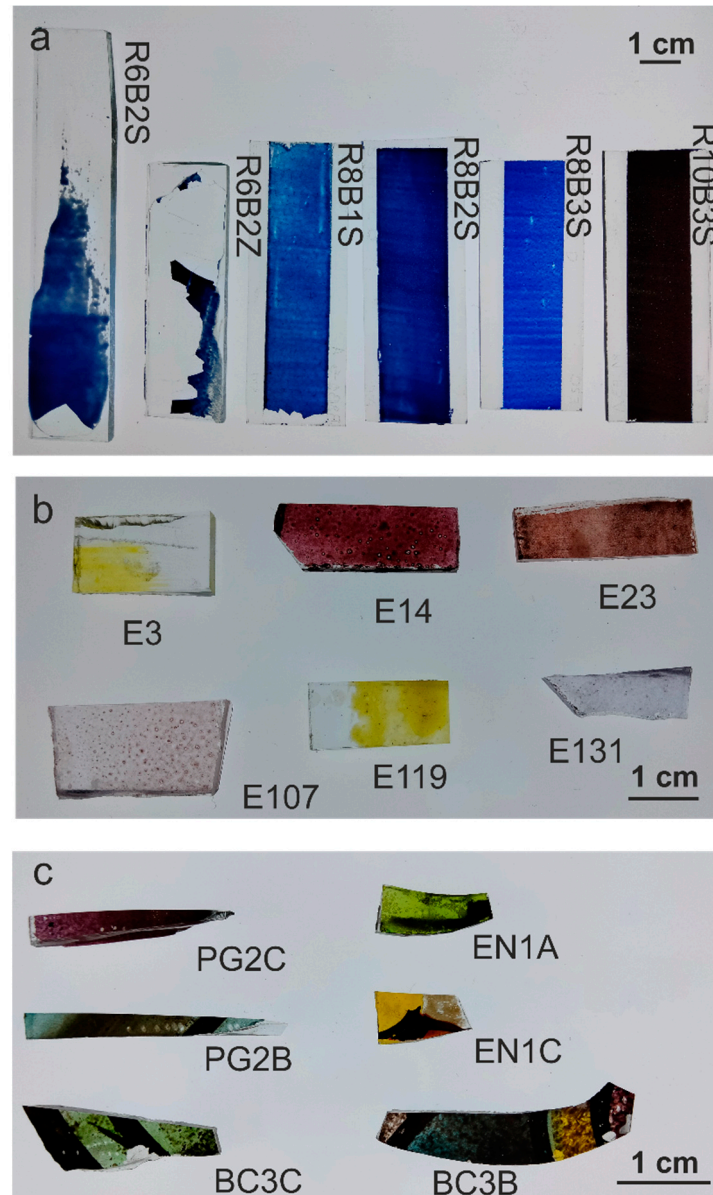 a
1 cm
R6B2S
R6B2Z
R8B1S
R8B2S
R8B3S
R10B3S
b
E3
E14
E23
E107
E119
E131
1 cm
c
PG2C
EN1A
PG2B
EN1C
BC3C
BC3B
1 cm